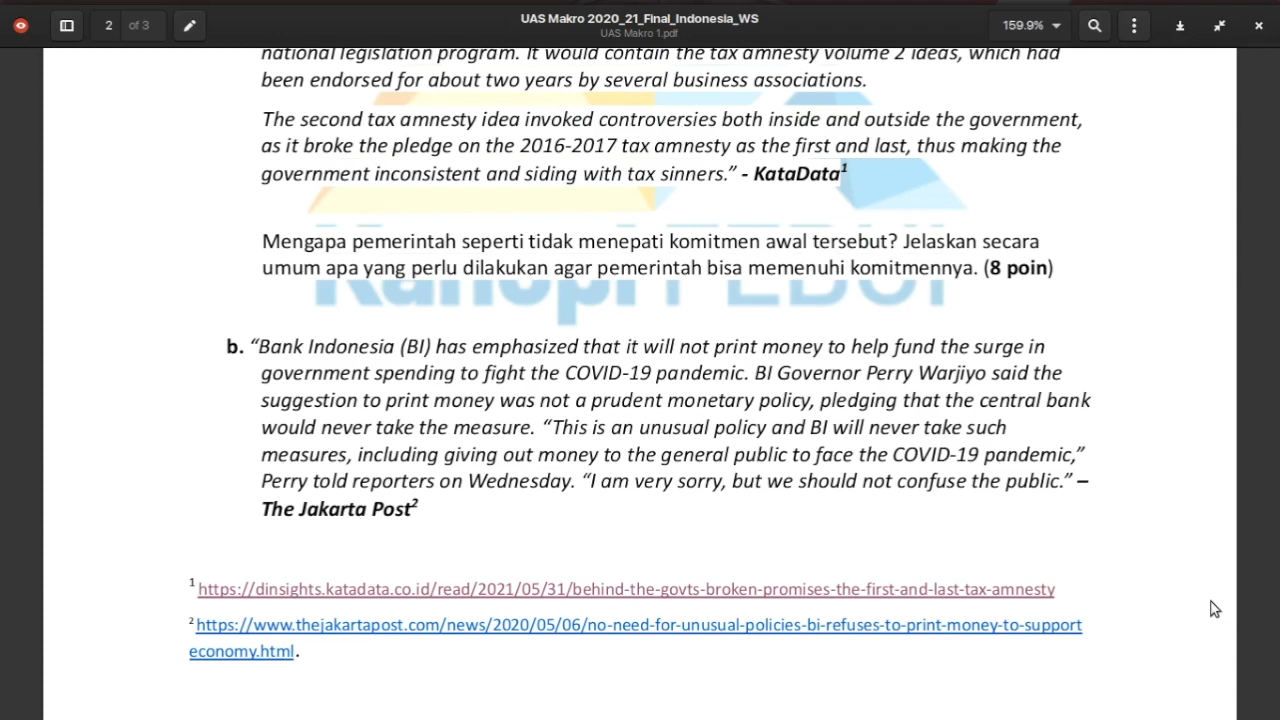 UAS Makro 2020_21_Final_Indonesia_WS
UAS Makro 1.pdf
2 of 3
159.9%
national legislation program. It would contain the tax amnesty volume 2 ideas, which had
been endorsed for about two years by several business associations.
The second tax amnesty idea invoked controversies both inside and outside the government,
as it broke the pledge on the 2016-2017 tax amnesty as the first and last, thus making the
government inconsistent and siding with tax sinners.” - KataData1
Mengapa pemerintah seperti tidak menepati komitmen awal tersebut? Jelaskan secara
umum apa yang perlu dilakukan agar pemerintah bisa memenuhi komitmennya. (8 poin)
Kanopi FEBUI
b. “Bank Indonesia (BI) has emphasized that it will not print money to help fund the surge in
government spending to fight the COVID-19 pandemic. BI Governor Perry Warjiyo said the
suggestion to print money was not a prudent monetary policy, pledging that the central bank
would never take the measure. “This is an unusual policy and BI will never take such
measures, including giving out money to the general public to face the COVID-19 pandemic,”
Perry told reporters on Wednesday. “I am very sorry, but we should not confuse the public.” –
The Jakarta Post2
1 https://dinsights.katadata.co.id/read/2021/05/31/behind-the-govts-broken-promises-the-first-and-last-tax-amnesty
2 https://www.thejakartapost.com/news/2020/05/06/no-need-for-unusual-policies-bi-refuses-to-print-money-to-support
economy.html.